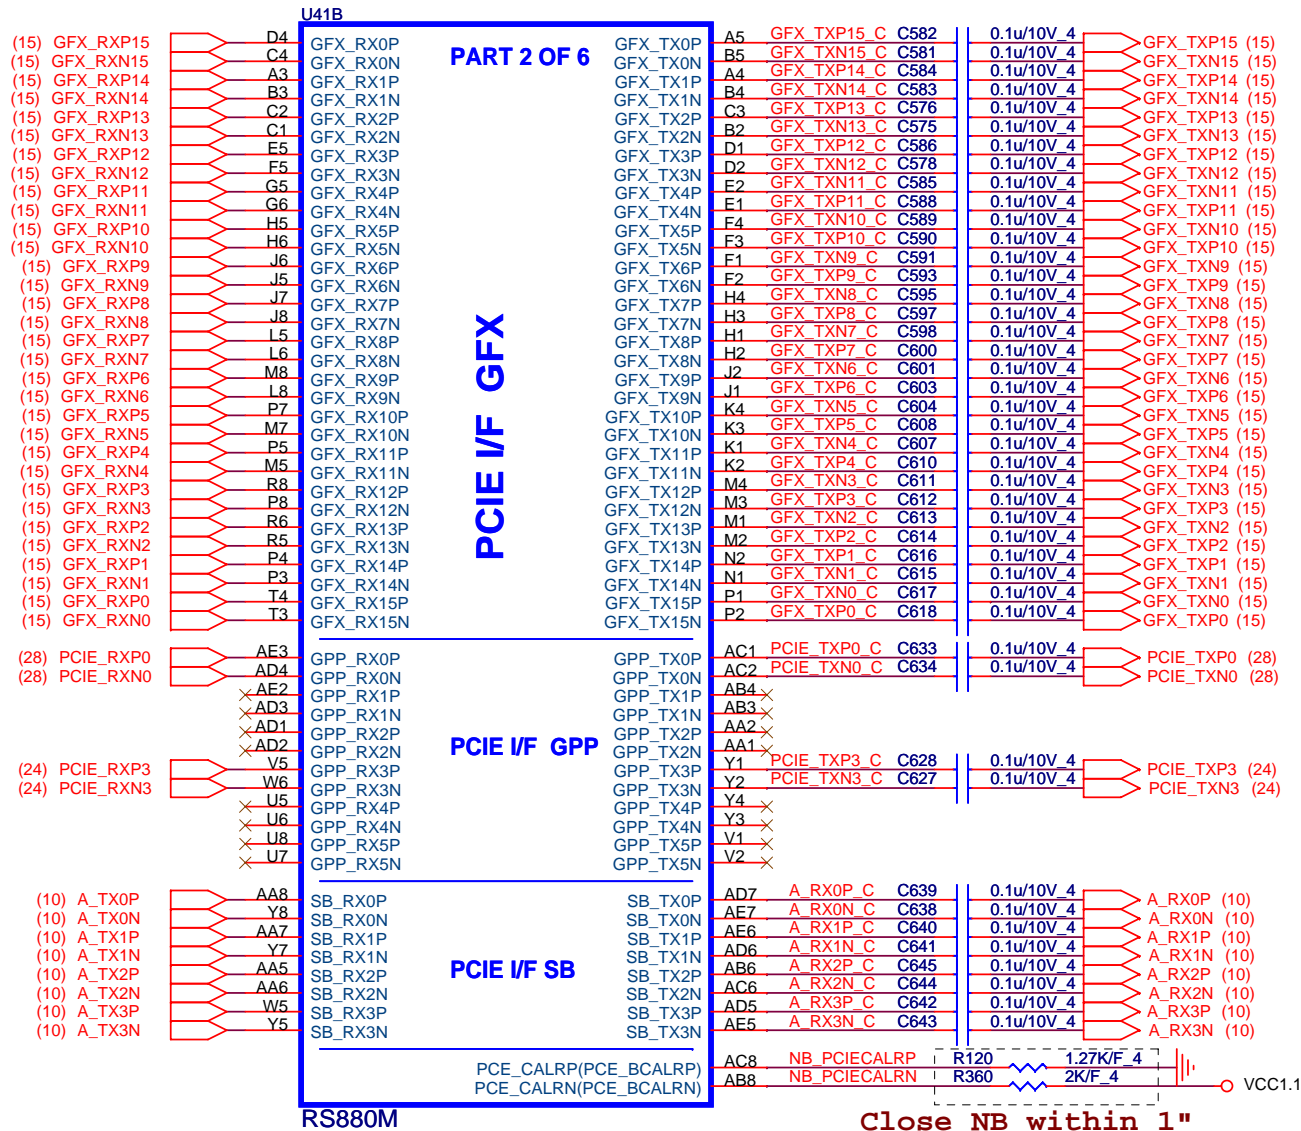 U41B
PART 2 OF 6
(15) GFX_RXP15 D4 GFX_RX0P GFX_TX0P A5 GFX_TXP15_C C582 0.1u/10V_4 GFX_TXP15 (15)
(15) GFX_RXN15 C4 GFX_RX0N GFX_TX0N B5 GFX_TXN15_C C581 0.1u/10V_4 GFX_TXN15 (15)
(15) GFX_RXP14 A3 GFX_RX1P GFX_TX1P A4 GFX_TXP14_C C584 0.1u/10V_4 GFX_TXP14 (15)
(15) GFX_RXN14 B3 GFX_RX1N GFX_TX1N B4 GFX_TXN14_C C583 0.1u/10V_4 GFX_TXN14 (15)
(15) GFX_RXP13 C2 GFX_RX2P GFX_TX2P C3 GFX_TXP13_C C576 0.1u/10V_4 GFX_TXP13 (15)
(15) GFX_RXN13 C1 GFX_RX2N GFX_TX2N B2 GFX_TXN13_C C575 0.1u/10V_4 GFX_TXN13 (15)
(15) GFX_RXP12 E5 GFX_RX3P GFX_TX3P D1 GFX_TXP12_C C586 0.1u/10V_4 GFX_TXP12 (15)
(15) GFX_RXN12 F5 GFX_RX3N GFX_TX3N D2 GFX_TXN12_C C578 0.1u/10V_4 GFX_TXN12 (15)
(15) GFX_RXP11 G5 GFX_RX4P GFX_TX4P E2 GFX_TXN11_C C585 0.1u/10V_4 GFX_TXN11 (15)
(15) GFX_RXN11 G6 GFX_RX4N GFX_TX4N E1 GFX_TXP11_C C588 0.1u/10V_4 GFX_TXP11 (15)
(15) GFX_RXP10 H5 GFX_RX5P GFX_TX5P F4 GFX_TXN10_C C589 0.1u/10V_4 GFX_TXN10 (15)
(15) GFX_RXN10 H6 GFX_RX5N GFX_TX5N F3 GFX_TXP10_C C590 0.1u/10V_4 GFX_TXP10 (15)
(15) GFX_RXP9 J6 GFX_RX6P GFX_TX6P F1 GFX_TXN9_C C591 0.1u/10V_4 GFX_TXN9 (15)
(15) GFX_RXN9 J5 GFX_RX6N GFX_TX6N F2 GFX_TXP9_C C593 0.1u/10V_4 GFX_TXP9 (15)
(15) GFX_RXP8 J7 GFX_RX7P GFX_TX7P H4 GFX_TXN8_C C595 0.1u/10V_4 GFX_TXN8 (15)
(15) GFX_RXN8 J8 GFX_RX7N GFX_TX7N H3 GFX_TXP8_C C597 0.1u/10V_4 GFX_TXP8 (15)
(15) GFX_RXP7 L5 GFX_RX8P GFX_TX8P H1 GFX_TXN7_C C598 0.1u/10V_4 GFX_TXN7 (15)
(15) GFX_RXN7 L6 GFX_RX8N GFX_TX8N H2 GFX_TXP7_C C600 0.1u/10V_4 GFX_TXP7 (15)
(15) GFX_RXP6 M8 GFX_RX9P GFX_TX9P J2 GFX_TXN6_C C601 0.1u/10V_4 GFX_TXN6 (15)
(15) GFX_RXN6 L8 GFX_RX9N GFX_TX9N J1 GFX_TXP6_C C603 0.1u/10V_4 GFX_TXP6 (15)
(15) GFX_RXP5 P7 GFX_RX10P GFX_TX10P K4 GFX_TXN5_C C604 0.1u/10V_4 GFX_TXN5 (15)
(15) GFX_RXN5 M7 GFX_RX10N GFX_TX10N K3 GFX_TXP5_C C608 0.1u/10V_4 GFX_TXP5 (15)
(15) GFX_RXP4 P5 GFX_RX11P GFX_TX11P K1 GFX_TXN4_C C607 0.1u/10V_4 GFX_TXN4 (15)
(15) GFX_RXN4 M5 GFX_RX11N GFX_TX11N K2 GFX_TXP4_C C610 0.1u/10V_4 GFX_TXP4 (15)
(15) GFX_RXP3 R8 GFX_RX12P GFX_TX12P M4 GFX_TXN3_C C611 0.1u/10V_4 GFX_TXN3 (15)
(15) GFX_RXN3 P8 GFX_RX12N GFX_TX12N M3 GFX_TXP3_C C612 0.1u/10V_4 GFX_TXP3 (15)
(15) GFX_RXP2 R6 GFX_RX13P GFX_TX13P M1 GFX_TXN2_C C613 0.1u/10V_4 GFX_TXN2 (15)
(15) GFX_RXN2 R5 GFX_RX13N GFX_TX13N M2 GFX_TXP2_C C614 0.1u/10V_4 GFX_TXP2 (15)
(15) GFX_RXP1 P4 GFX_RX14P GFX_TX14P N2 GFX_TXP1_C C616 0.1u/10V_4 GFX_TXP1 (15)
(15) GFX_RXN1 P3 GFX_RX14N GFX_TX14N N1 GFX_TXN1_C C615 0.1u/10V_4 GFX_TXN1 (15)
(15) GFX_RXP0 T4 GFX_RX15P GFX_TX15P P1 GFX_TXN0_C C617 0.1u/10V_4 GFX_TXN0 (15)
(15) GFX_RXN0 T3 GFX_RX15N GFX_TX15N P2 GFX_TXP0_C C618 0.1u/10V_4 GFX_TXP0 (15)
PCIE I/F GFX
(28) PCIE_RXP0 AE3 GPP_RX0P GPP_TX0P AC1 PCIE_TXP0_C C633 0.1u/10V_4 PCIE_TXP0 (28)
(28) PCIE_RXN0 AD4 GPP_RX0N GPP_TX0N AC2 PCIE_TXN0_C C634 0.1u/10V_4 PCIE_TXN0 (28)
AE2 GPP_RX1P GPP_TX1P AB4
AD3 GPP_RX1N GPP_TX1N AB3
AD1 GPP_RX2P GPP_TX2P AA2
AD2 GPP_RX2N PCIE I/F GPP GPP_TX2N AA1
(24) PCIE_RXP3 V5 GPP_RX3P GPP_TX3P Y1 PCIE_TXP3_C C628 0.1u/10V_4 PCIE_TXP3 (24)
(24) PCIE_RXN3 W6 GPP_RX3N GPP_TX3N Y2 PCIE_TXN3_C C627 0.1u/10V_4 PCIE_TXN3 (24)
U5 GPP_RX4P GPP_TX4P Y4
U6 GPP_RX4N GPP_TX4N Y3
U8 GPP_RX5P GPP_TX5P V1
U7 GPP_RX5N GPP_TX5N V2
(10) A_TX0P AA8 SB_RX0P SB_TX0P AD7 A_RX0P_C C639 0.1u/10V_4 A_RX0P (10)
(10) A_TX0N Y8 SB_RX0N SB_TX0N AE7 A_RX0N_C C638 0.1u/10V_4 A_RX0N (10)
(10) A_TX1P AA7 SB_RX1P SB_TX1P AE6 A_RX1P_C C640 0.1u/10V_4 A_RX1P (10)
(10) A_TX1N Y7 SB_RX1N SB_TX1N AD6 A_RX1N_C C641 0.1u/10V_4 A_RX1N (10)
(10) A_TX2P AA5 SB_RX2P PCIE I/F SB SB_TX2P AB6 A_RX2P_C C645 0.1u/10V_4 A_RX2P (10)
(10) A_TX2N AA6 SB_RX2N SB_TX2N AC6 A_RX2N_C C644 0.1u/10V_4 A_RX2N (10)
(10) A_TX3P W5 SB_RX3P SB_TX3P AD5 A_RX3P_C C642 0.1u/10V_4 A_RX3P (10)
(10) A_TX3N Y5 SB_RX3N SB_TX3N AE5 A_RX3N_C C643 0.1u/10V_4 A_RX3N (10)
PCE_CALRP(PCE_BCALRP) AC8 NB_PCIECALRP R120 1.27K/F_4
PCE_CALRN(PCE_BCALRN) AB8 NB_PCIECALRN R360 2K/F_4 VCC1.1
RS880M
Close NB within 1"